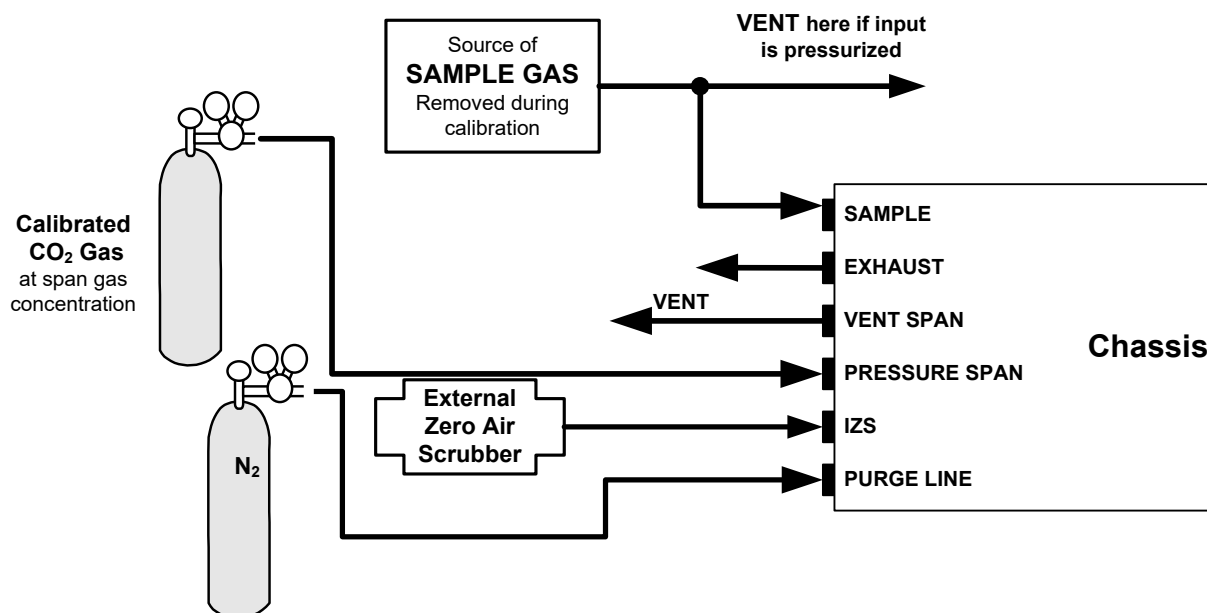 Source of
SAMPLE GAS
Removed during
calibration
VENT here if input
is pressurized
Calibrated
CO₂ Gas
at span gas
concentration
N₂
External
Zero Air
Scrubber
VENT
SAMPLE
EXHAUST
VENT SPAN
PRESSURE SPAN
IZS
PURGE LINE
Chassis